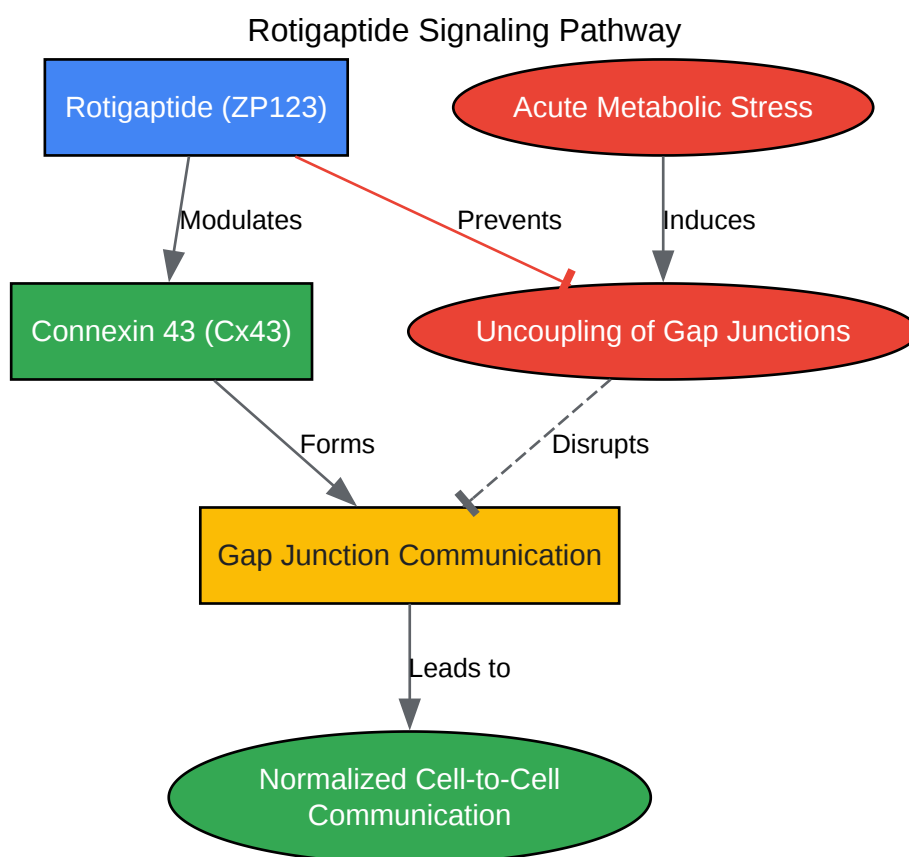 Rotigaptide Signaling Pathway
Rotigaptide (ZP123)
Acute Metabolic Stress
Modulates
Prevents
Induces
Connexin 43 (Cx43)
Uncoupling of Gap Junctions
Forms
Disrupts
Gap Junction Communication
Leads to
Normalized Cell-to-Cell
Communication